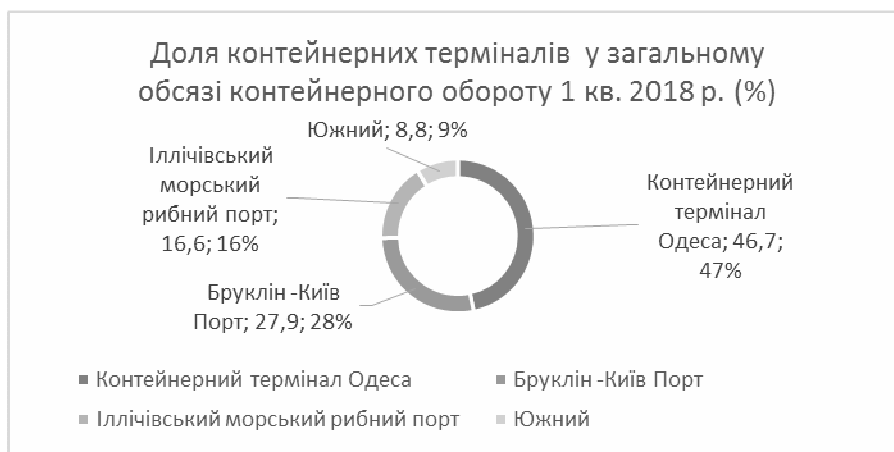 Доля контейнерних терміналів у загальному
обсязі контейнерного обороту 1 кв. 2018 р. (%)
Южний; 8,8; 9%
Іллічівський
морський
рибний порт;
16,6; 16%
Контейнерний
термінал
Одеса; 46,7;
47%
Бруклін -Київ
Порт; 27,9; 28%
Контейнерний термінал Одеса
Бруклін -Київ Порт
Іллічівський морський рибний порт
Южний